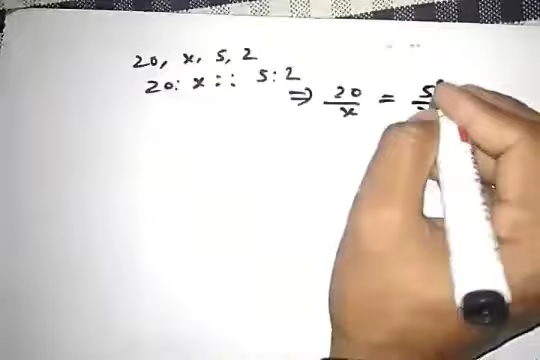 20, x, 5, 2
20 : x :: 5 : 2
⇒ 20/x = 5/